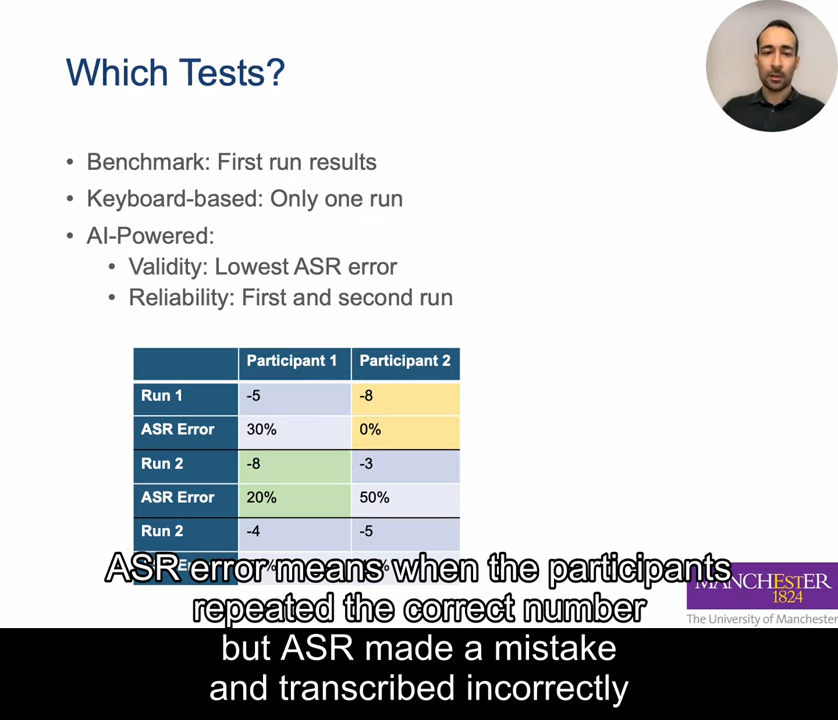 Which Tests?
• Benchmark: First run results
• Keyboard-based: Only one run
• AI-Powered:
• Validity: Lowest ASR error
• Reliability: First and second run
Participant 1 Participant 2
Run 1 -5 -8
ASR Error 30% 0%
Run 2 -8 -3
ASR Error 20% 50%
Run 2 -4 -5
ASR error means when the participants
repeated the correct number
but ASR made a mistake
and transcribed incorrectly
MANCHESTER
1824
The University of Manchester